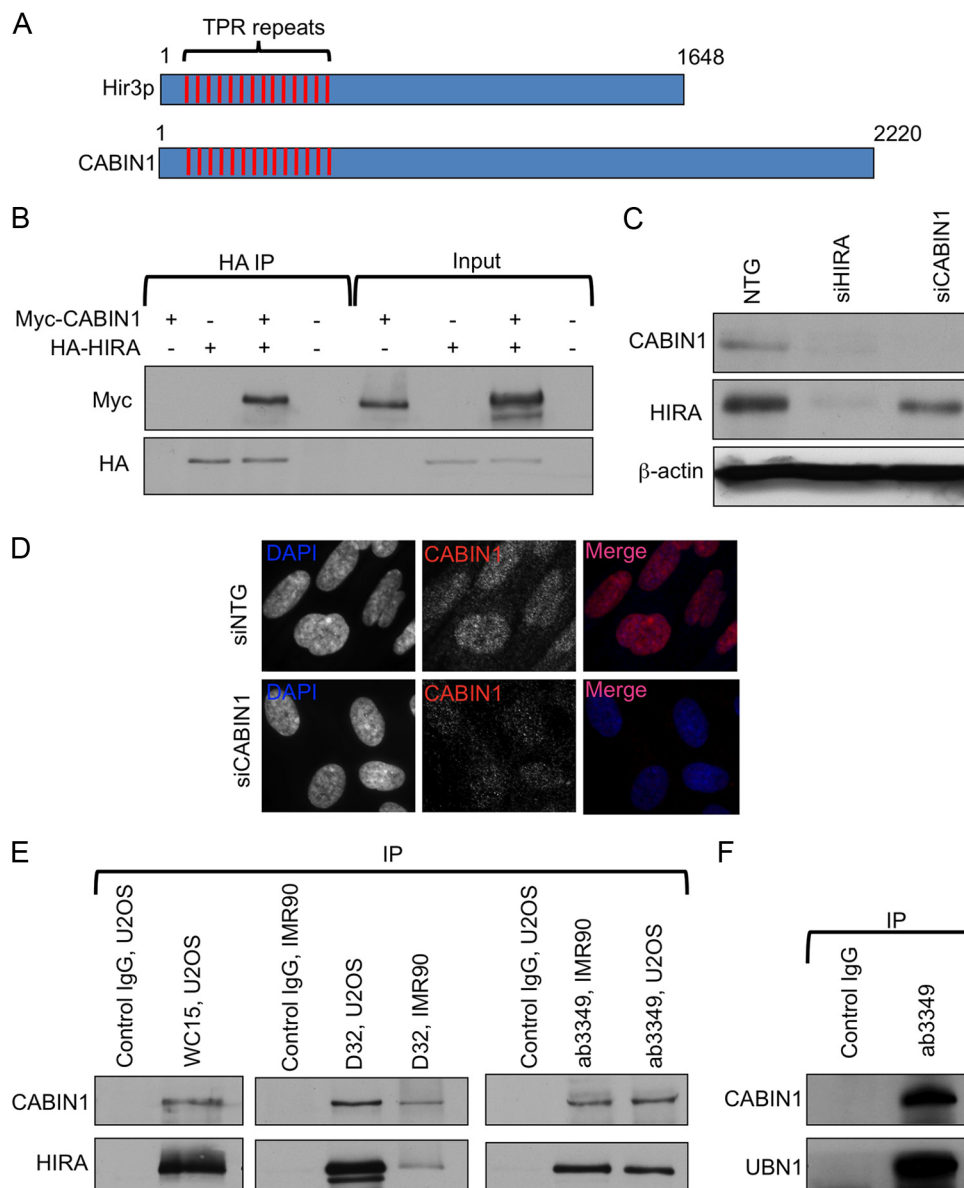 A
TPR repeats
1 1648
Hir3p
1 2220
CABIN1
B
HA IP Input
Myc-CABIN1 + - + - + - + -
HA-HIRA - + + - - + + -
Myc
HA
C
NTG siHIRA siCABIN1
CABIN1
HIRA
β-actin
D
siNTG DAPI CABIN1 Merge
siCABIN1 DAPI CABIN1 Merge
E
IP
Control IgG, U2OS
WC15, U2OS
Control IgG, IMR90
D32, U2OS
D32, IMR90
Control IgG, U2OS
ab3349, IMR90
ab3349, U2OS
CABIN1
HIRA
F
IP
Control IgG
ab3349
CABIN1
UBN1